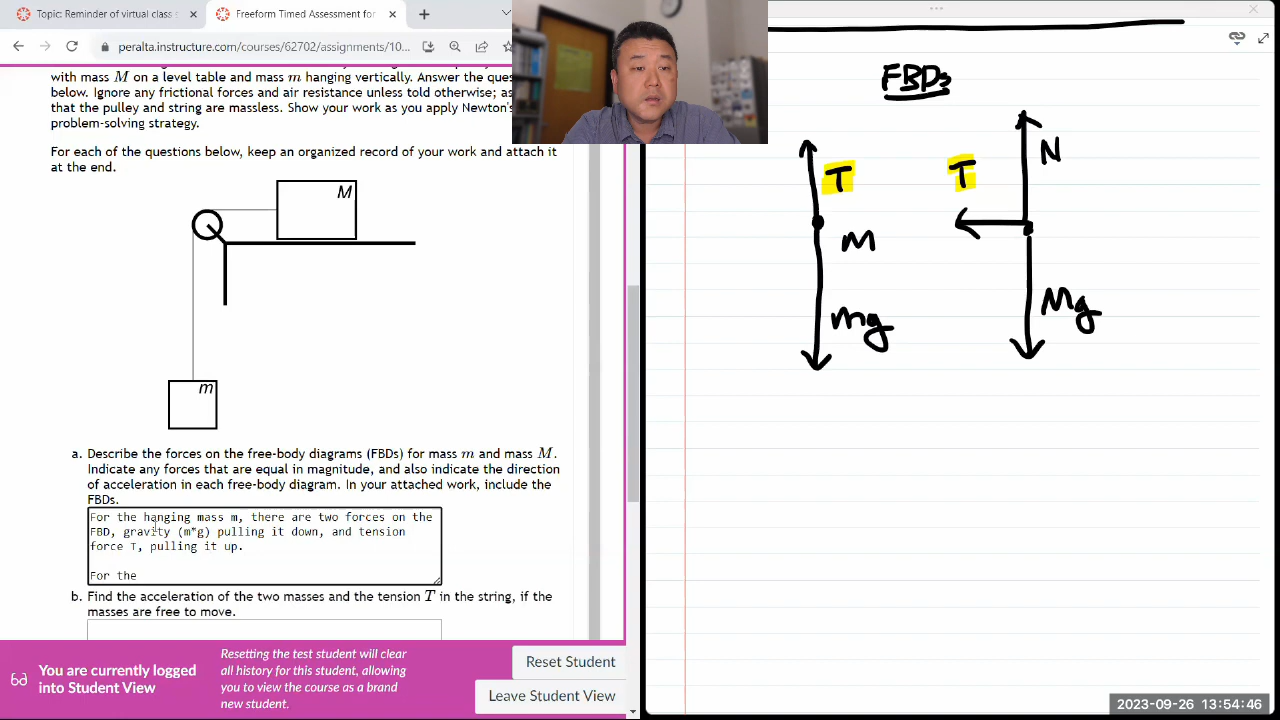 Topic: Reminder of virtual classe
Freeform Timed Assessment for
peralta.instructure.com/courses/62702/assignments/10...
with mass M on a level table and mass m hanging vertically. Answer the que
below. Ignore any frictional forces and air resistance unless told otherwise; as
that the pulley and string are massless. Show your work as you apply Newton's
problem-solving strategy.
For each of the questions below, keep an organized record of your work and attach it
at the end.
M
m
a. Describe the forces on the free-body diagrams (FBDs) for mass m and mass M.
Indicate any forces that are equal in magnitude, and also indicate the direction
of acceleration in each free-body diagram. In your attached work, include the
FBDs.
For the hanging mass m, there are two forces on the
FBD, gravity (m*g) pulling it down, and tension
force T, pulling it up.
For the
b. Find the acceleration of the two masses and the tension T in the string, if the
masses are free to move.
You are currently logged
into Student View
Resetting the test student will clear
all history for this student, allowing
you to view the course as a brand
new student.
Reset Student
Leave Student View
FBDs
T
m
mg
T
N
Mg
2023-09-26 13:54:46